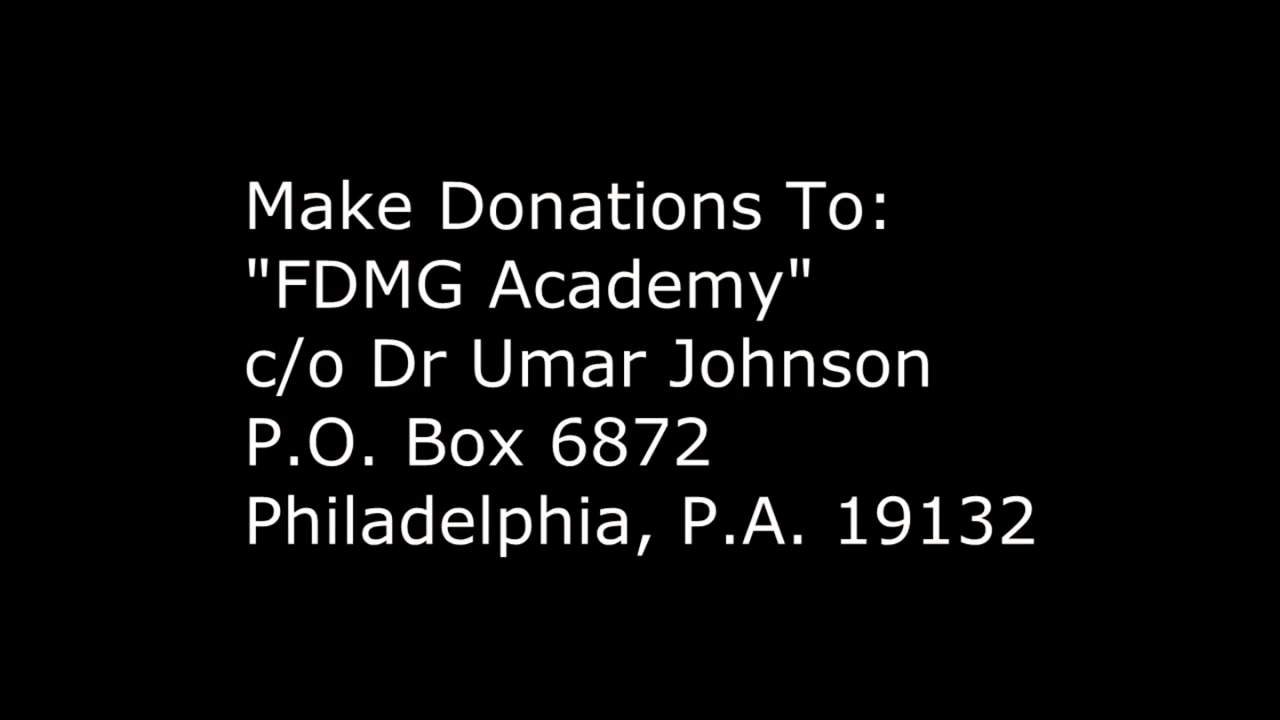 Make Donations To:
"FDMG Academy"
c/o Dr Umar Johnson
P.O. Box 6872
Philadelphia, P.A. 19132